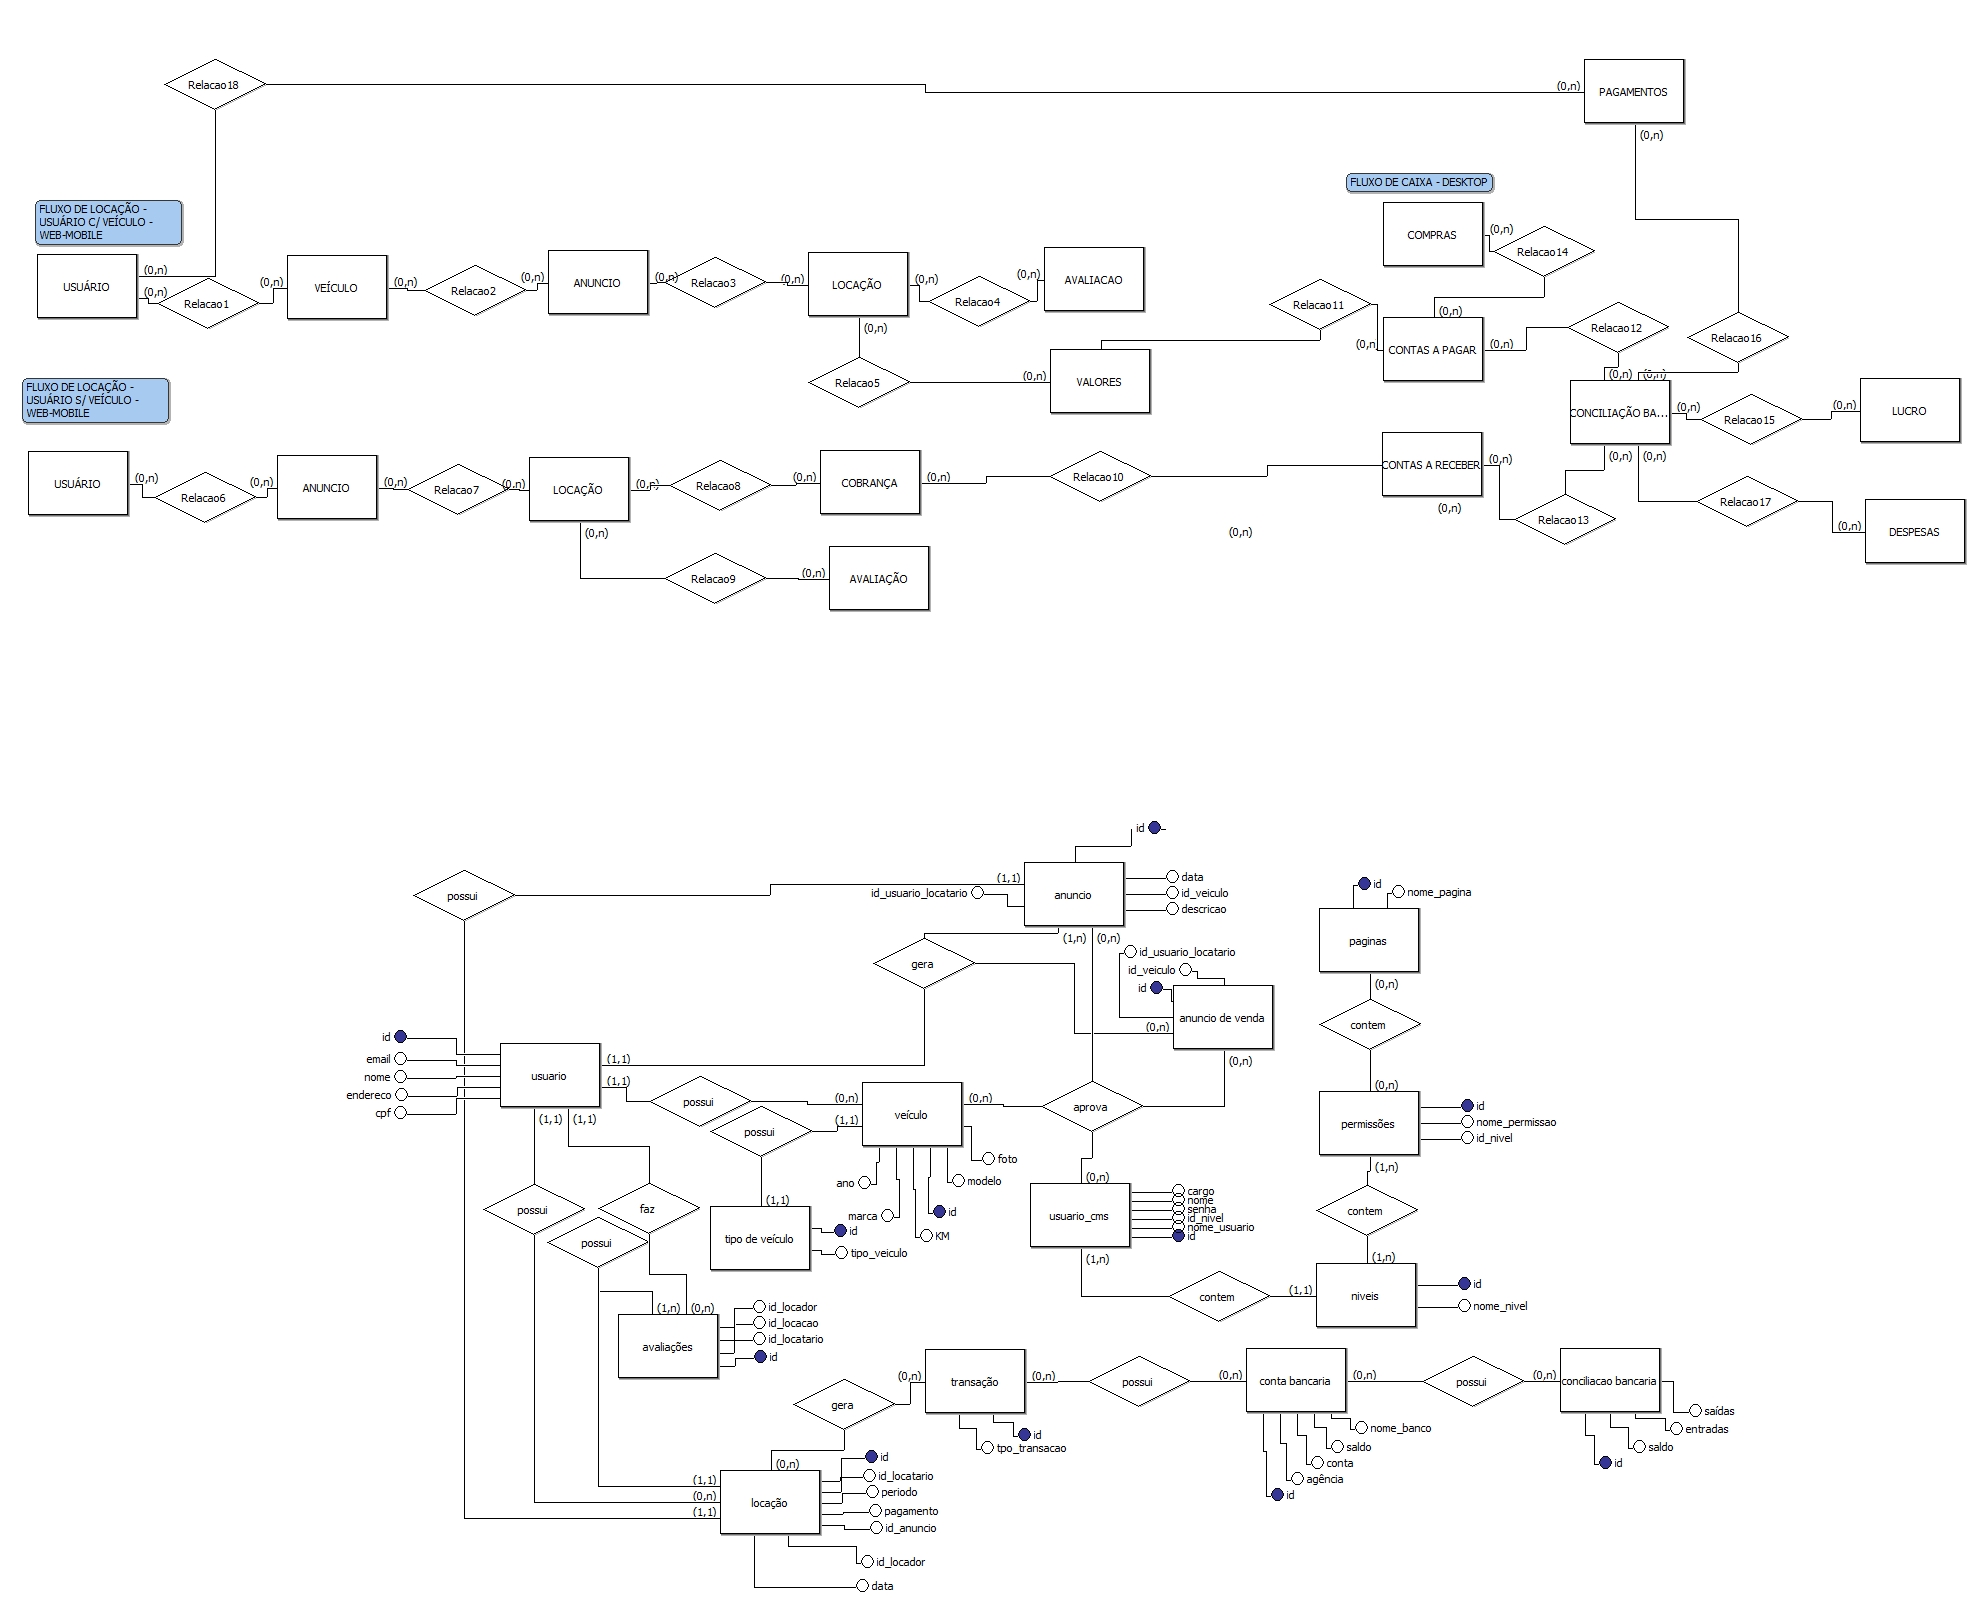 Relacao18
(0,n)
PAGAMENTOS
(0,n)
FLUXO DE CAIXA - DESKTOP
FLUXO DE LOCAÇÃO -
USUÁRIO C/ VEÍCULO -
WEB-MOBILE
COMPRAS
(0,n)
Relacao14
USUÁRIO
(0,n)
(0,n)
Relacao1
(0,n)
VEÍCULO
(0,n)
Relacao2
(0,n)
ANUNCIO
(0,n)
Relacao3
(0,n)
LOCAÇÃO
(0,n)
Relacao4
(0,n)
AVALIACAO
(0,n)
Relacao5
(0,n)
VALORES
Relacao11
(0,n)
(0,n)
CONTAS A PAGAR
(0,n)
Relacao12
Relacao16
(0,n)
(0,n)
CONCILIAÇÃO BA...
(0,n)
Relacao15
(0,n)
LUCRO
FLUXO DE LOCAÇÃO -
USUÁRIO S/ VEÍCULO -
WEB-MOBILE
USUÁRIO
(0,n)
Relacao6
(0,n)
ANUNCIO
(0,n)
Relacao7
(0,n)
LOCAÇÃO
(0,n)
Relacao8
(0,n)
COBRANÇA
(0,n)
Relacao10
CONTAS A RECEBER
(0,n)
(0,n)
(0,n)
(0,n)
(0,n)
Relacao13
Relacao17
(0,n)
DESPESAS
(0,n)
Relacao9
(0,n)
AVALIAÇÃO
id
possui
(1,1)
id_usuario_locatario
anuncio
data
id_veiculo
descricao
(1,n)
(0,n)
gera
id_usuario_locatario
id_veiculo
id
anuncio de venda
(0,n)
(0,n)
id
nome_pagina
paginas
(0,n)
contem
(0,n)
id
email
nome
endereco
cpf
usuario
(1,1)
(1,1)
(1,1)
(1,1)
possui
(0,n)
possui
(1,1)
veículo
(0,n)
aprova
foto
modelo
ano
marca
id
KM
permissões
id
nome_permissao
id_nivel
(1,n)
contem
(1,n)
possui
faz
possui
(1,1)
tipo de veículo
id
tipo_veiculo
(0,n)
usuario_cms
cargo
nome
senha
id_nivel
nome_usuario
id
(1,n)
contem
(1,1)
niveis
id
nome_nivel
(1,n)
(0,n)
avaliações
id_locador
id_locacao
id_locatario
id
gera
(0,n)
transação
(0,n)
id
tpo_transacao
possui
(0,n)
conta bancaria
(0,n)
nome_banco
saldo
conta
agência
id
possui
(0,n)
conciliacao bancaria
saídas
entradas
saldo
id
(0,n)
(1,1)
(0,n)
(1,1)
locação
id
id_locatario
periodo
pagamento
id_anuncio
id_locador
data